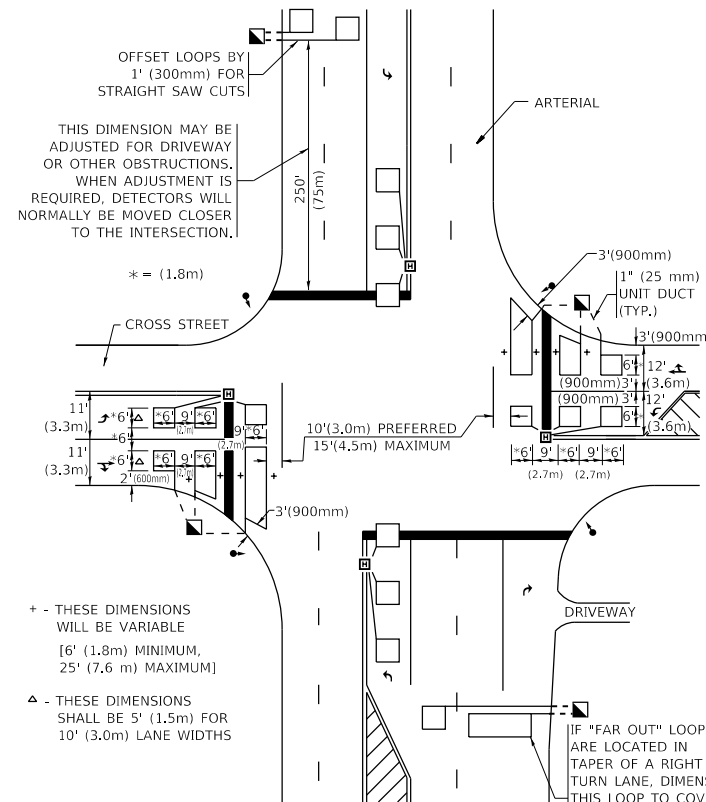 OFFSET LOOPS BY
1' (300mm) FOR
STRAIGHT SAW CUTS
ARTERIAL
THIS DIMENSION MAY BE
ADJUSTED FOR DRIVEWAY
OR OTHER OBSTRUCTIONS.
WHEN ADJUSTMENT IS
REQUIRED, DETECTORS WILL
NORMALLY BE MOVED CLOSER
TO THE INTERSECTION.
250'
(75m)
* = (1.8m)
H
3'(900mm)
1" (25 mm)
UNIT DUCT
(TYP.)
CROSS STREET
3'(900mm
6'* 12'
(3.6m)
(900mm) 3'
(900mm) 3' 12'
6'*
(3.6m)
H
11'
(3.3m)
*6'
*6' 9' *6'
(2.7m)
9' *6'
(2.7m)
*6'
10'(3.0m) PREFERRED
15'(4.5m) MAXIMUM
H
11'
(3.3m)
*6'
*6' 9' *6'
(2.7m)
2'(600mm)
*6' 9' *6' 9' *6'
(2.7m) (2.7m)
3'(900mm)
H
+ - THESE DIMENSIONS
WILL BE VARIABLE
[6' (1.8m) MINIMUM,
25' (7.6 m) MAXIMUM]
DRIVEWAY
△ - THESE DIMENSIONS
SHALL BE 5' (1.5m) FOR
10' (3.0m) LANE WIDTHS
IF "FAR OUT" LOOP
ARE LOCATED IN
TAPER OF A RIGHT
TURN LANE, DIMENS
THIS LOOP TO COV